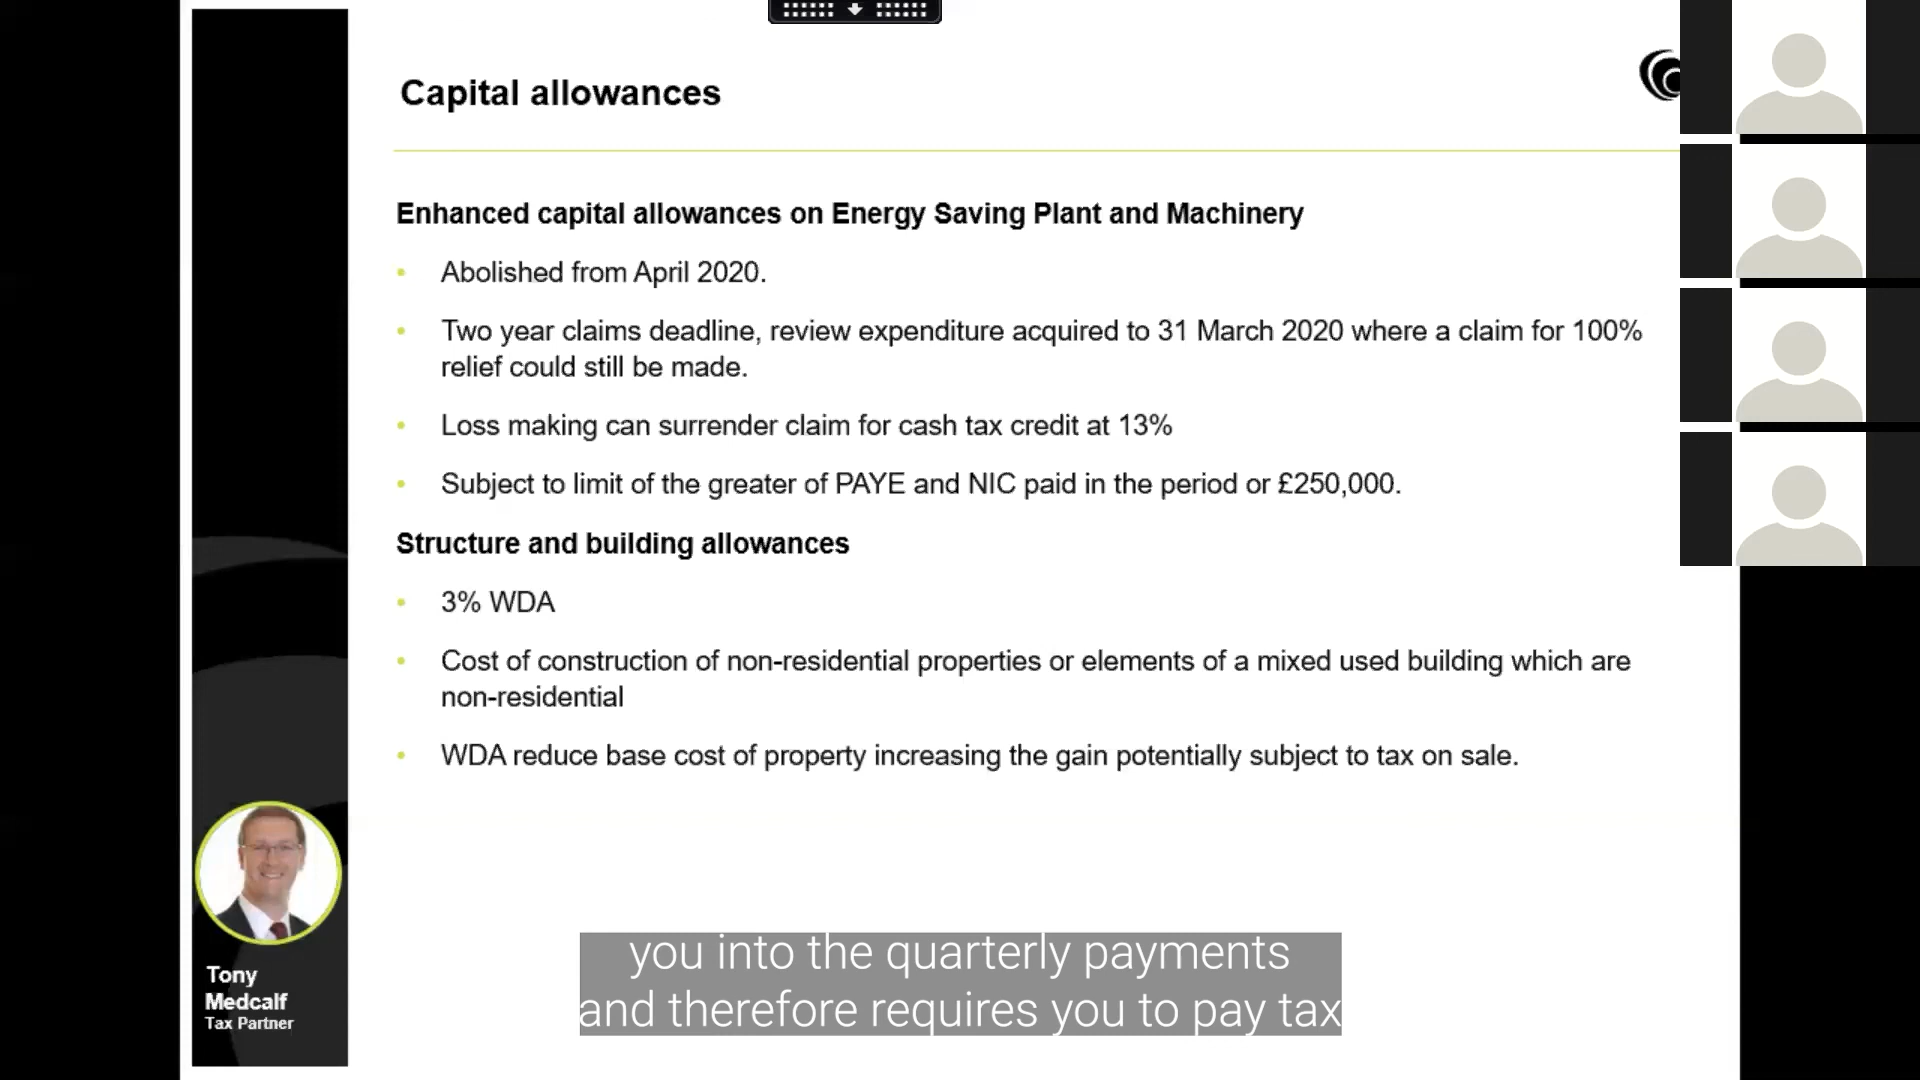 Capital allowances
Enhanced capital allowances on Energy Saving Plant and Machinery
• Abolished from April 2020.
• Two year claims deadline, review expenditure acquired to 31 March 2020 where a claim for 100%
relief could still be made.
• Loss making can surrender claim for cash tax credit at 13%
• Subject to limit of the greater of PAYE and NIC paid in the period or £250,000.
Structure and building allowances
• 3% WDA
• Cost of construction of non-residential properties or elements of a mixed used building which are
non-residential
• WDA reduce base cost of property increasing the gain potentially subject to tax on sale.
Tony
Medcalf
Tax Partner
you into the quarterly payments
and therefore requires you to pay tax